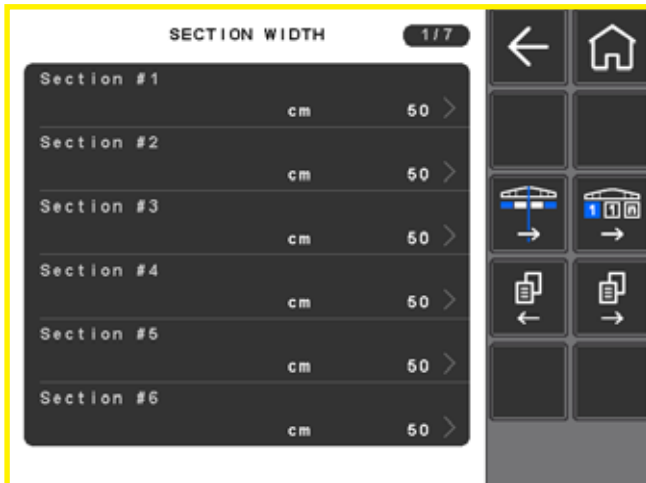 SECTION WIDTH 1/7
Section #1
cm 50
Section #2
cm 50
Section #3
cm 50
Section #4
cm 50
Section #5
cm 50
Section #6
cm 50
1 1 n